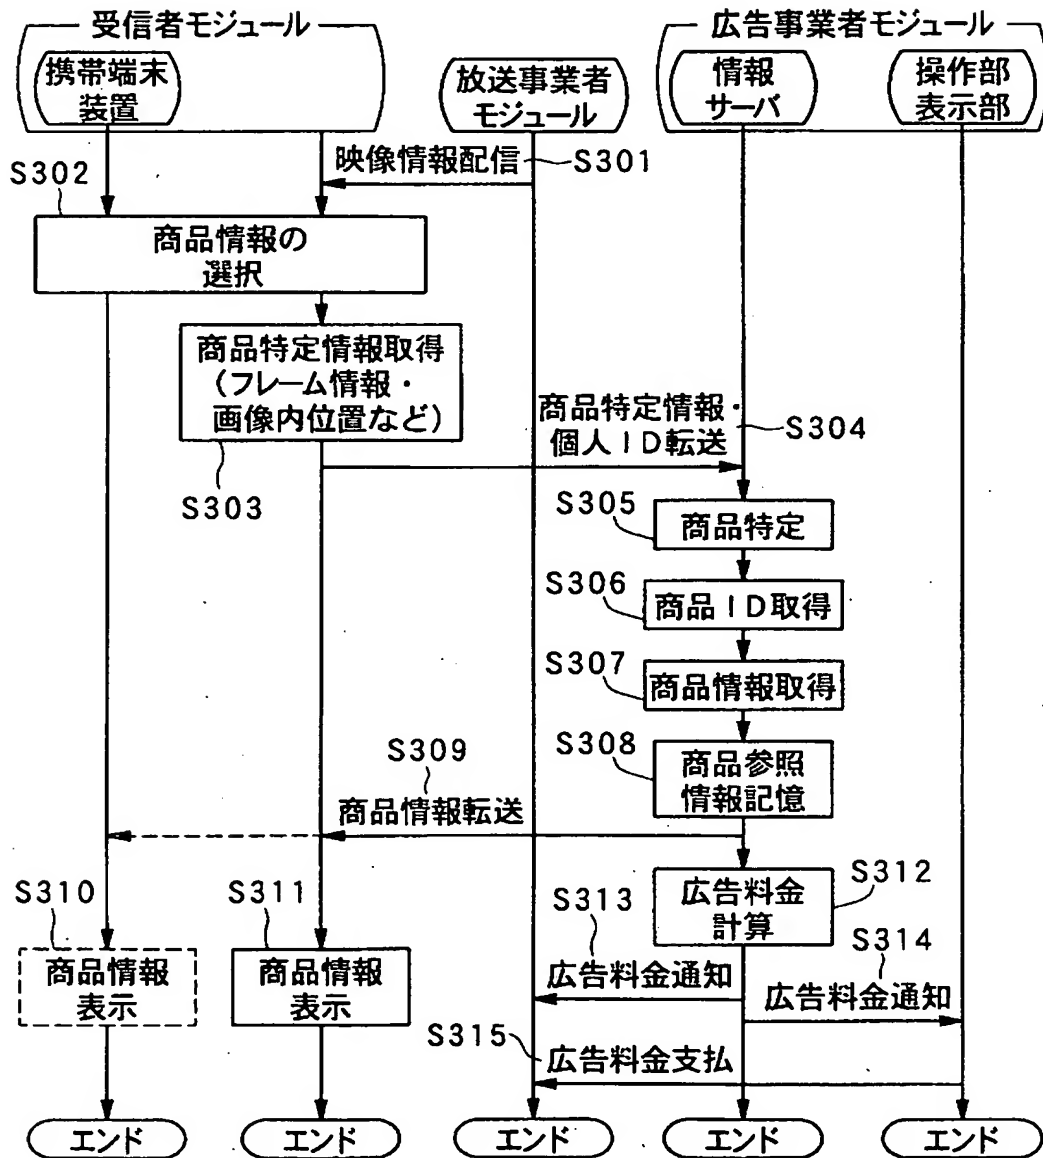 受信者モジュール
広告事業者モジュール
携帯端末
装置
放送事業者
モジュール
情報
サーバ
操作部
表示部
映像情報配信
S301
S302
商品情報の
選択
商品特定情報取得
(フレーム情報・
画像内位置など)
S303
商品特定情報・
個人ID転送
S304
S305
商品特定
S306
商品ID取得
S307
商品情報取得
S308
商品参照
情報記憶
S309
商品情報転送
S310
商品情報
表示
S311
商品情報
表示
S312
広告料金
計算
S313
広告料金通知
S314
広告料金通知
S315
広告料金支払
エンド
エンド
エンド
エンド
エンド